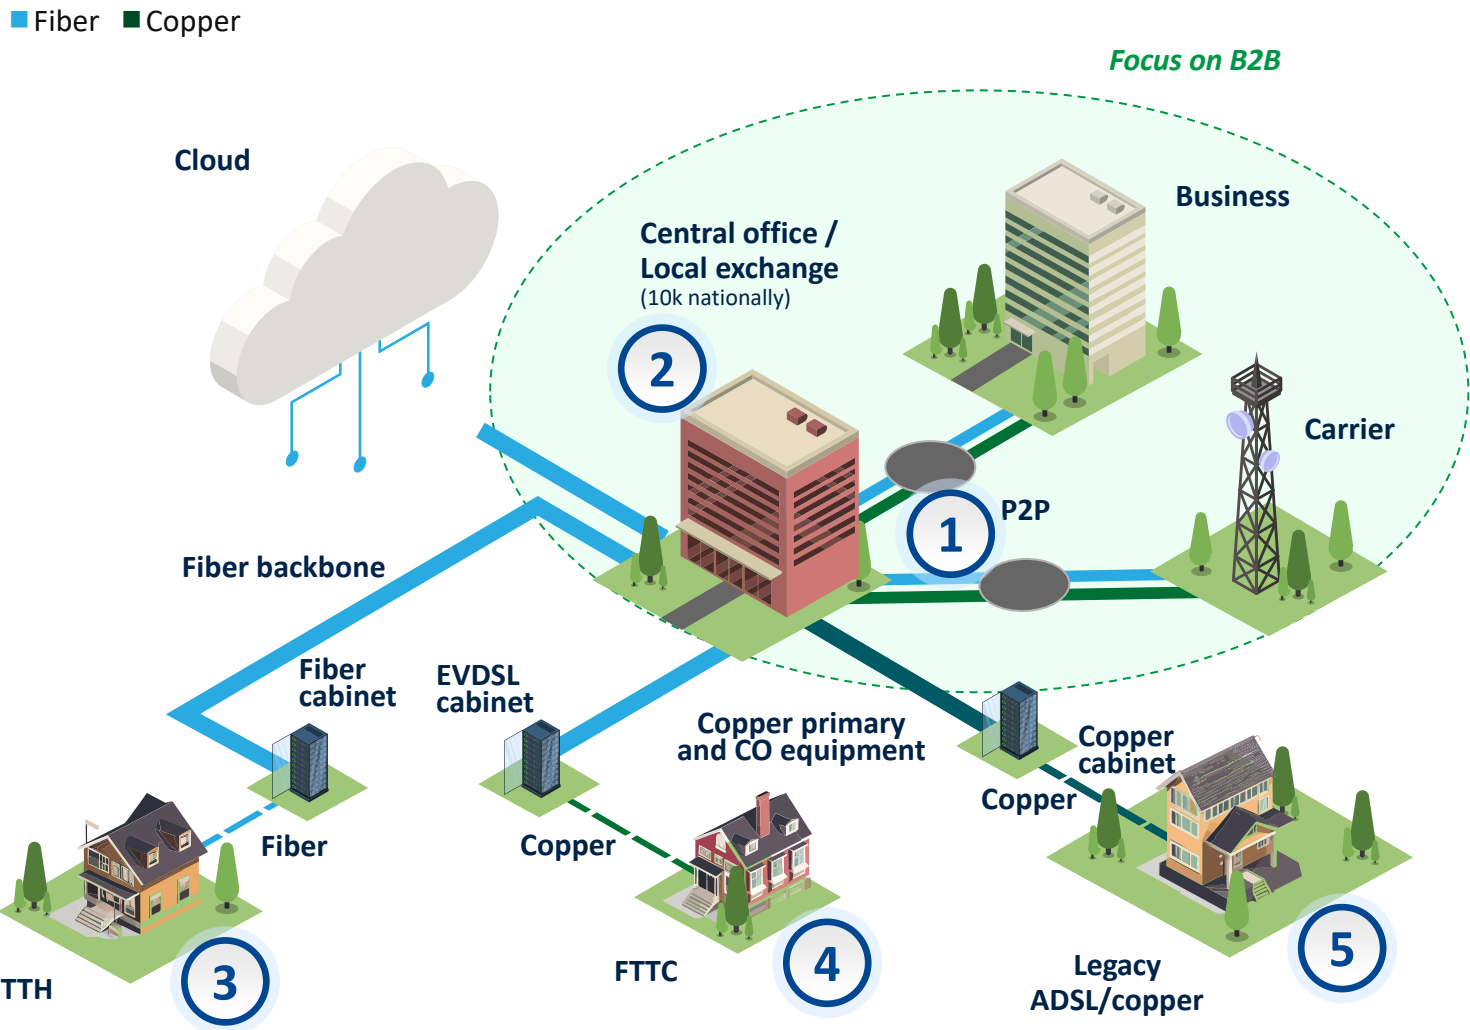 Fiber Copper
Focus on B2B
Cloud
Business
Central office /
Local exchange
(10k nationally)
2
Carrier
1
P2P
Fiber backbone
Fiber
cabinet
EVDSL
cabinet
Copper primary
and CO equipment
Copper
cabinet
Copper
Fiber
Copper
3
TTH
4
FTTC
5
Legacy
ADSL/copper